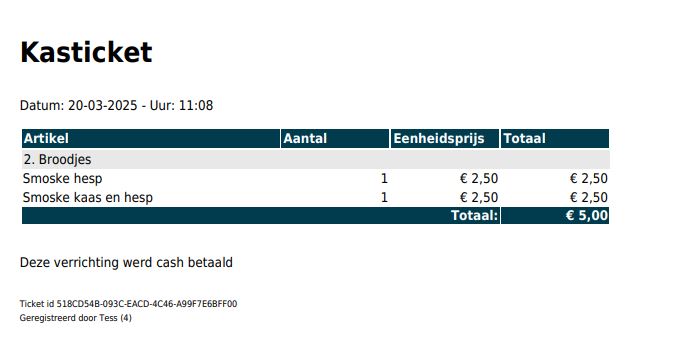 Kasticket
Datum: 20-03-2025 - Uur: 11:08
Artikel Aantal Eenheidsprijs Totaal
2. Broodjes
Smoske hesp 1 € 2,50 € 2,50
Smoske kaas en hesp 1 € 2,50 € 2,50
Totaal: € 5,00
Deze verrichting werd cash betaald
Ticket id 518CD54B-093C-EACD-4C46-A99F7E6BFF00
Geregistreerd door Tess (4)